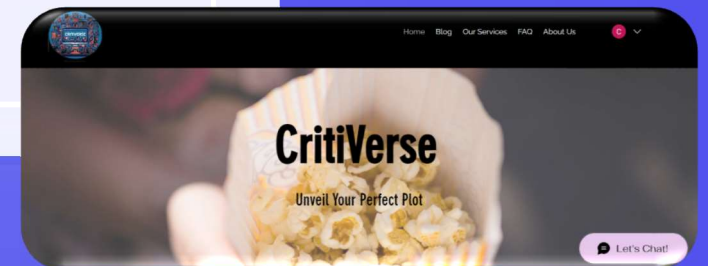 Home Blog Our Services FAQ About Us C
CritiVerse
Unveil Your Perfect Plot
Let's Chat!